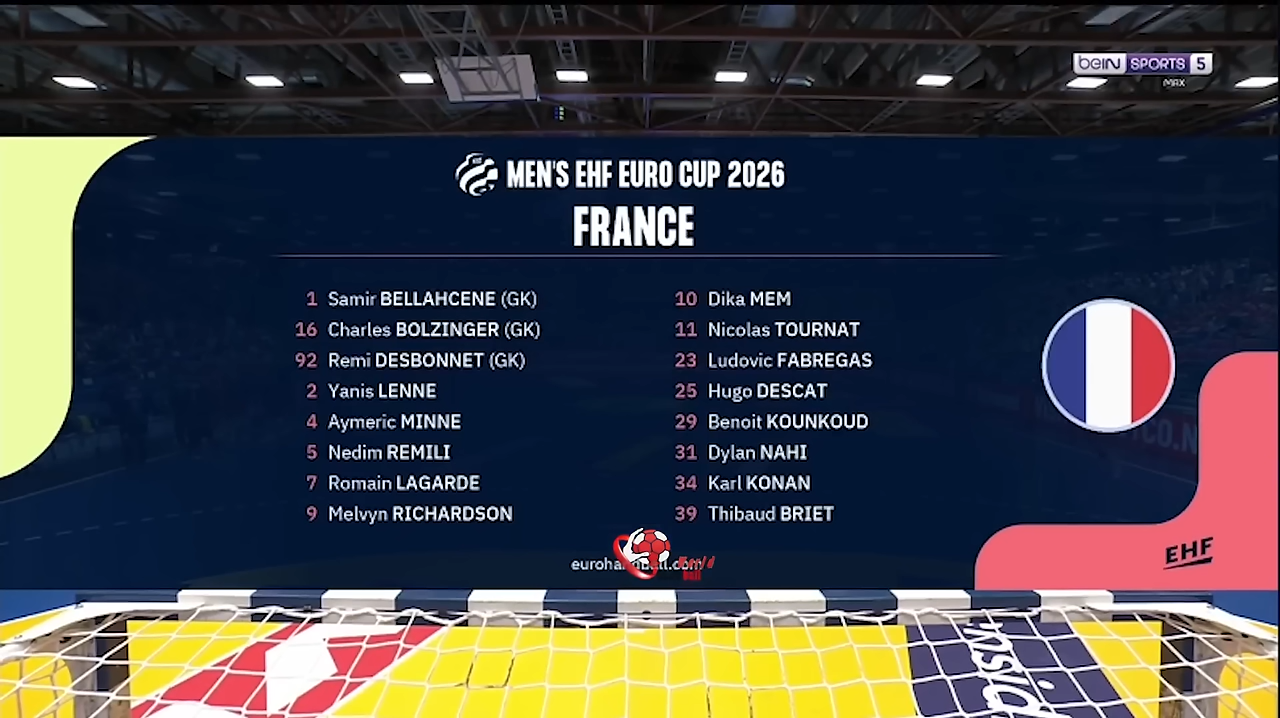 beIN SPORTS 5
MAX
MEN'S EHF EURO CUP 2026
FRANCE
1 Samir BELLAHCENE (GK)
16 Charles BOLZINGER (GK)
92 Remi DESBONNET (GK)
2 Yanis LENNE
4 Aymeric MINNE
5 Nedim REMILI
7 Romain LAGARDE
9 Melvyn RICHARDSON
10 Dika MEM
11 Nicolas TOURNAT
23 Ludovic FABREGAS
25 Hugo DESCAT
29 Benoit KOUNKOUD
31 Dylan NAHI
34 Karl KONAN
39 Thibaud BRIET
World
Ball
EHF